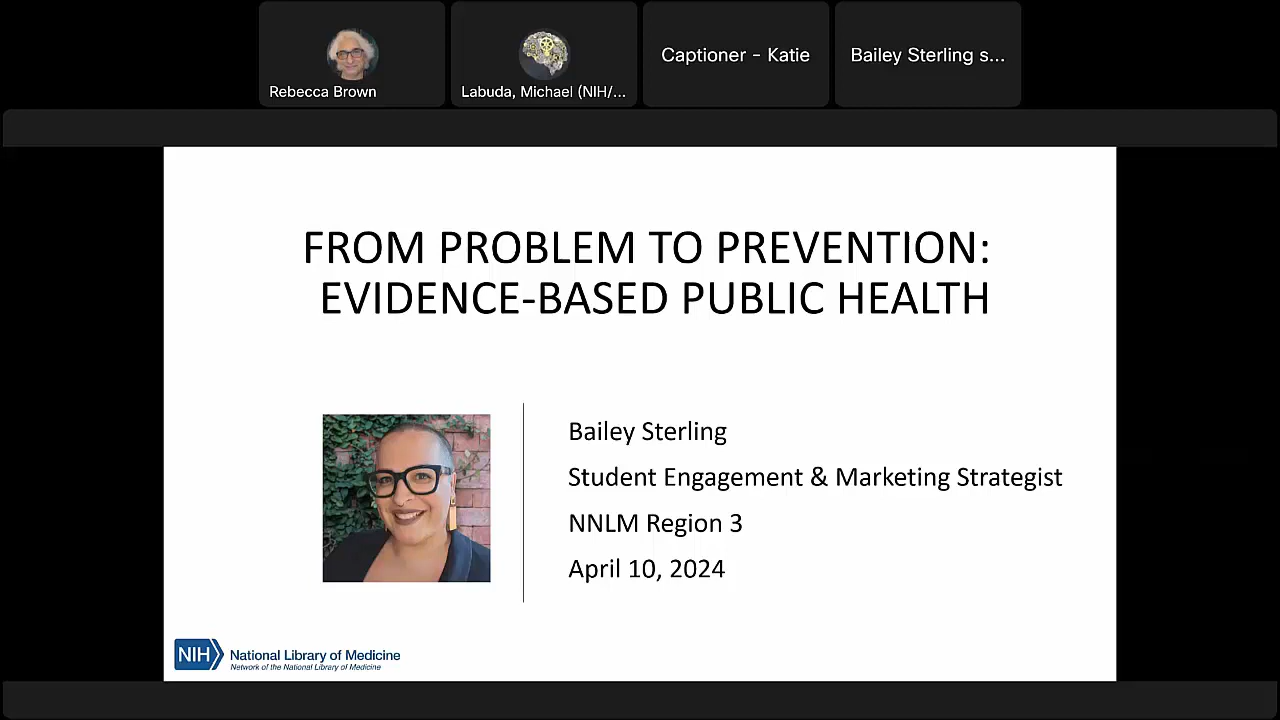 Rebecca Brown
Labuda, Michael (NIH/...
Captioner - Katie
Bailey Sterling s...
FROM PROBLEM TO PREVENTION:
EVIDENCE-BASED PUBLIC HEALTH
Bailey Sterling
Student Engagement & Marketing Strategist
NNLM Region 3
April 10, 2024
NIH National Library of Medicine
Network of the National Library of Medicine